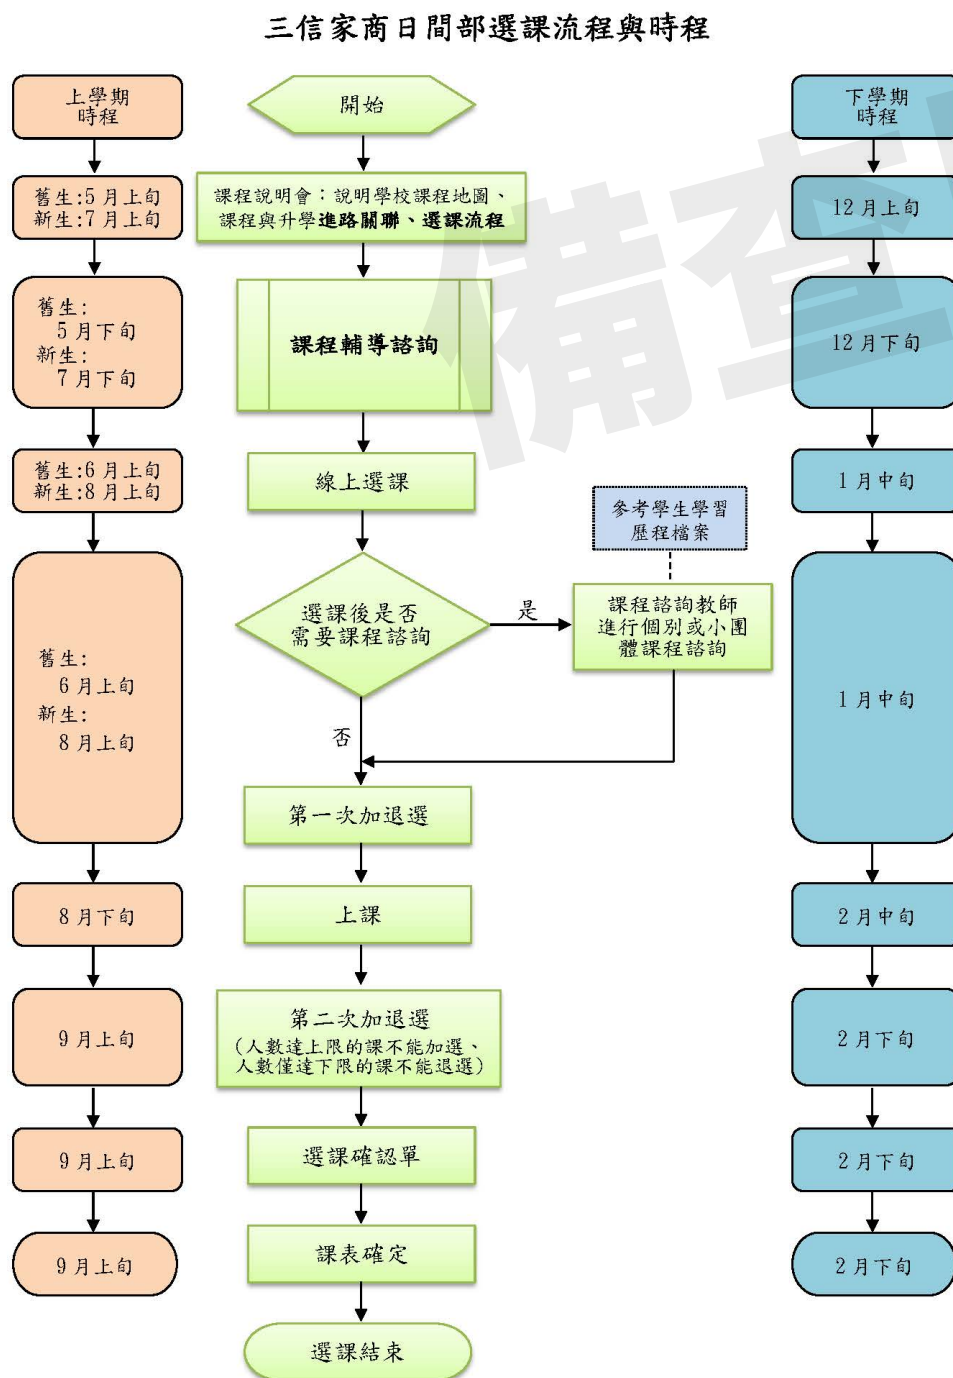 三信家商日間部選課流程與時程
上學期
時程
開始
下學期
時程
舊生:5月上旬
新生:7月上旬
課程說明會：說明學校課程地圖、
課程與升學進路關聯、選課流程
12月上旬
舊生:
5月下旬
新生:
7月下旬
課程輔導諮詢
12月下旬
舊生:6月上旬
新生:8月上旬
線上選課
1月中旬
參考學生學習
歷程檔案
選課後是否
需要課程諮詢
是
課程諮詢教師
進行個別或小團
體課程諮詢
舊生:
6月上旬
新生:
8月上旬
1月中旬
否
第一次加退選
8月下旬
上課
2月中旬
9月上旬
第二次加退選
(人數達上限的課不能加選、
人數僅達下限的課不能退選)
2月下旬
9月上旬
選課確認單
2月下旬
9月上旬
課表確定
2月下旬
選課結束
備查